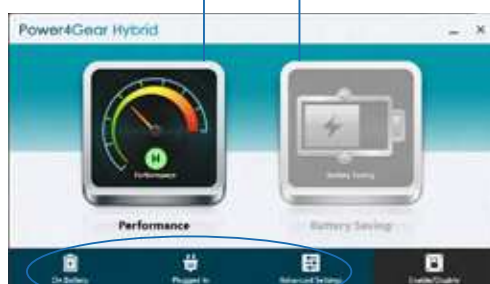 Power4Gear Hybrid
Performance
Battery Saving
Performance
Battery Saving
On Battery
Plugged in
Advanced Settings
Enable/Disable